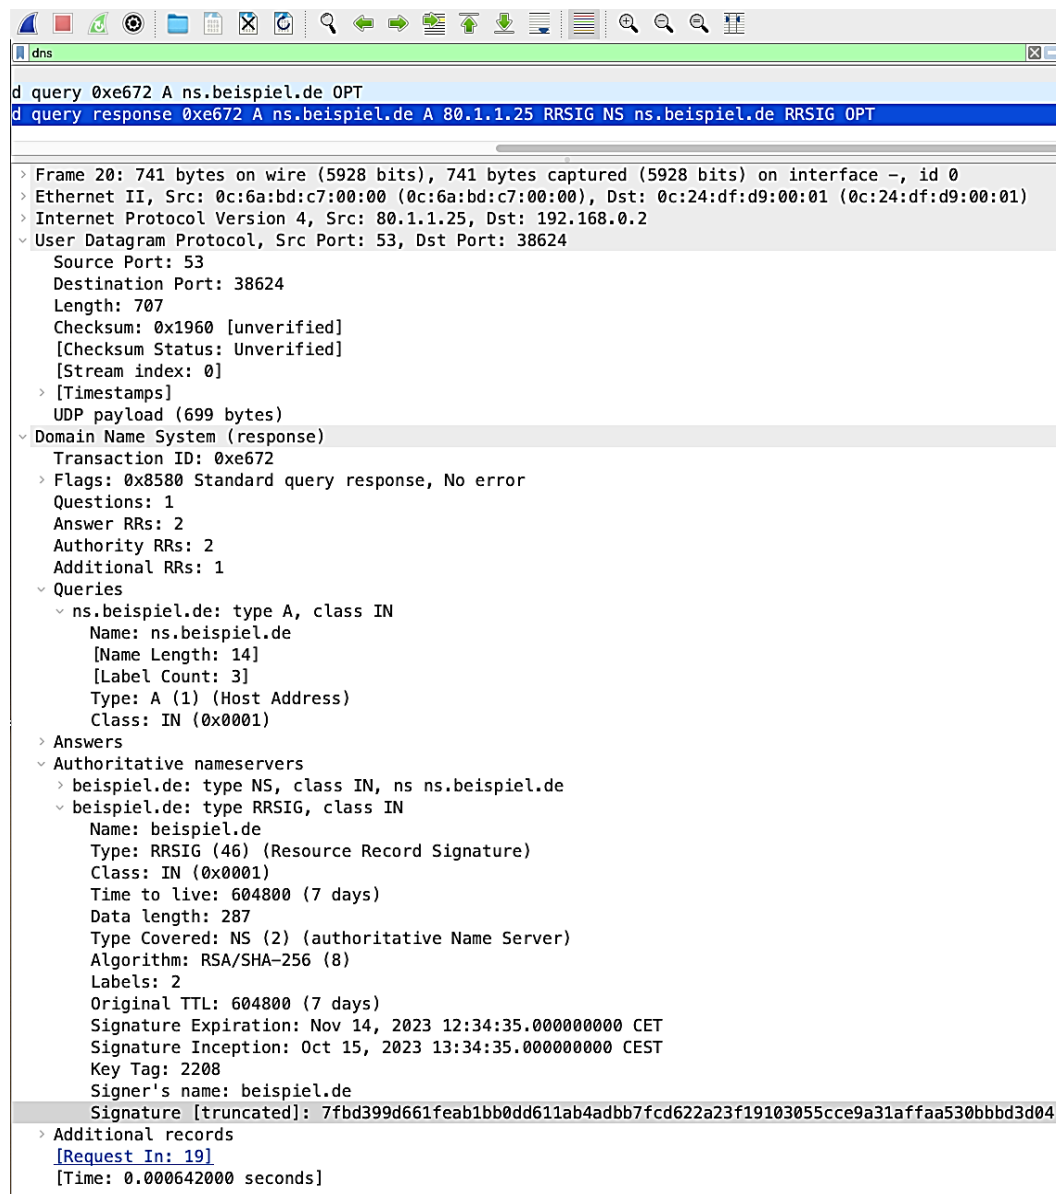 dns
d query 0xe672 A ns.beispiel.de OPT
d query response 0xe672 A ns.beispiel.de A 80.1.1.25 RRSIG NS ns.beispiel.de RRSIG OPT
Frame 20: 741 bytes on wire (5928 bits), 741 bytes captured (5928 bits) on interface -, id 0
Ethernet II, Src: 0c:6a:bd:c7:00:00 (0c:6a:bd:c7:00:00), Dst: 0c:24:df:d9:00:01 (0c:24:df:d9:00:01)
Internet Protocol Version 4, Src: 80.1.1.25, Dst: 192.168.0.2
User Datagram Protocol, Src Port: 53, Dst Port: 38624
Source Port: 53
Destination Port: 38624
Length: 707
Checksum: 0x1960 [unverified]
[Checksum Status: Unverified]
[Stream index: 0]
[Timestamps]
UDP payload (699 bytes)
Domain Name System (response)
Transaction ID: 0xe672
Flags: 0x8580 Standard query response, No error
Questions: 1
Answer RRs: 2
Authority RRs: 2
Additional RRs: 1
Queries
ns.beispiel.de: type A, class IN
Name: ns.beispiel.de
[Name Length: 14]
[Label Count: 3]
Type: A (1) (Host Address)
Class: IN (0x0001)
Answers
Authoritative nameservers
beispiel.de: type NS, class IN, ns ns.beispiel.de
beispiel.de: type RRSIG, class IN
Name: beispiel.de
Type: RRSIG (46) (Resource Record Signature)
Class: IN (0x0001)
Time to live: 604800 (7 days)
Data length: 287
Type Covered: NS (2) (authoritative Name Server)
Algorithm: RSA/SHA-256 (8)
Labels: 2
Original TTL: 604800 (7 days)
Signature Expiration: Nov 14, 2023 12:34:35.000000000 CET
Signature Inception: Oct 15, 2023 13:34:35.000000000 CEST
Key Tag: 2208
Signer's name: beispiel.de
Signature [truncated]: 7fbd399d661feab1bb0dd611ab4adbb7fcd622a23f19103055cce9a31affaa530bbbd3d04
Additional records
[Request In: 19]
[Time: 0.000642000 seconds]